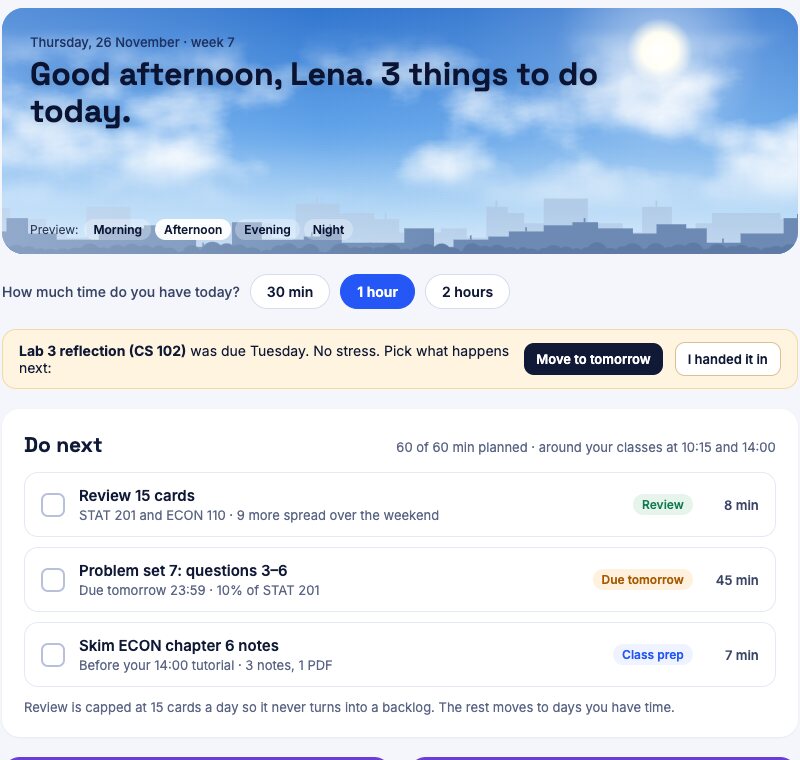 Thursday, 26 November · week 7
Good afternoon, Lena. 3 things to do
today.
Preview: Morning Afternoon Evening Night
How much time do you have today? 30 min 1 hour 2 hours
Lab 3 reflection (CS 102) was due Tuesday. No stress. Pick what happens
next:
Move to tomorrow I handed it in
Do next
60 of 60 min planned · around your classes at 10:15 and 14:00
Review 15 cards
STAT 201 and ECON 110 · 9 more spread over the weekend
Review 8 min
Problem set 7: questions 3–6
Due tomorrow 23:59 · 10% of STAT 201
Due tomorrow 45 min
Skim ECON chapter 6 notes
Before your 14:00 tutorial · 3 notes, 1 PDF
Class prep 7 min
Review is capped at 15 cards a day so it never turns into a backlog. The rest moves to days you have time.